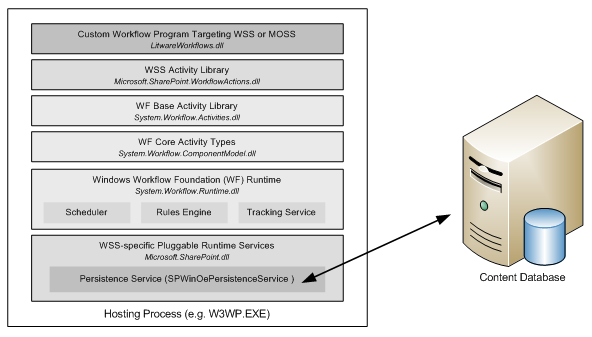 Custom Workflow Program Targeting WSS or MOSS
LitwareWorkflows.dll
WSS Activity Library
Microsoft.SharePoint.WorkflowActions.dll
WF Base Activity Library
System.Workflow.Activities.dll
WF Core Activity Types
System.Workflow.ComponentModel.dll
Windows Workflow Foundation (WF) Runtime
System.Workflow.Runtime.dll
Scheduler
Rules Engine
Tracking Service
WSS-specific Pluggable Runtime Services
Microsoft.SharePoint.dll
Persistence Service (SPWinOePersistenceService )
Hosting Process (e.g. W3WP.EXE)
Content Database